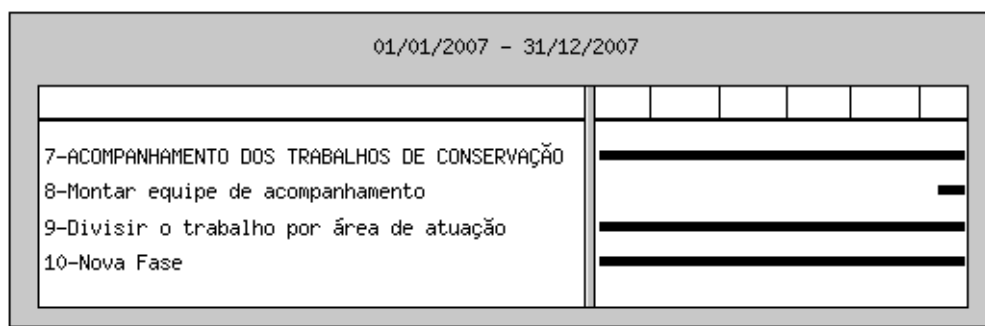 01/01/2007 - 31/12/2007
7-ACOMPANHAMENTO DOS TRABALHOS DE CONSERVAÇÃO
8-Montar equipe de acompanhamento
9-Divisir o trabalho por área de atuação
10-Nova Fase